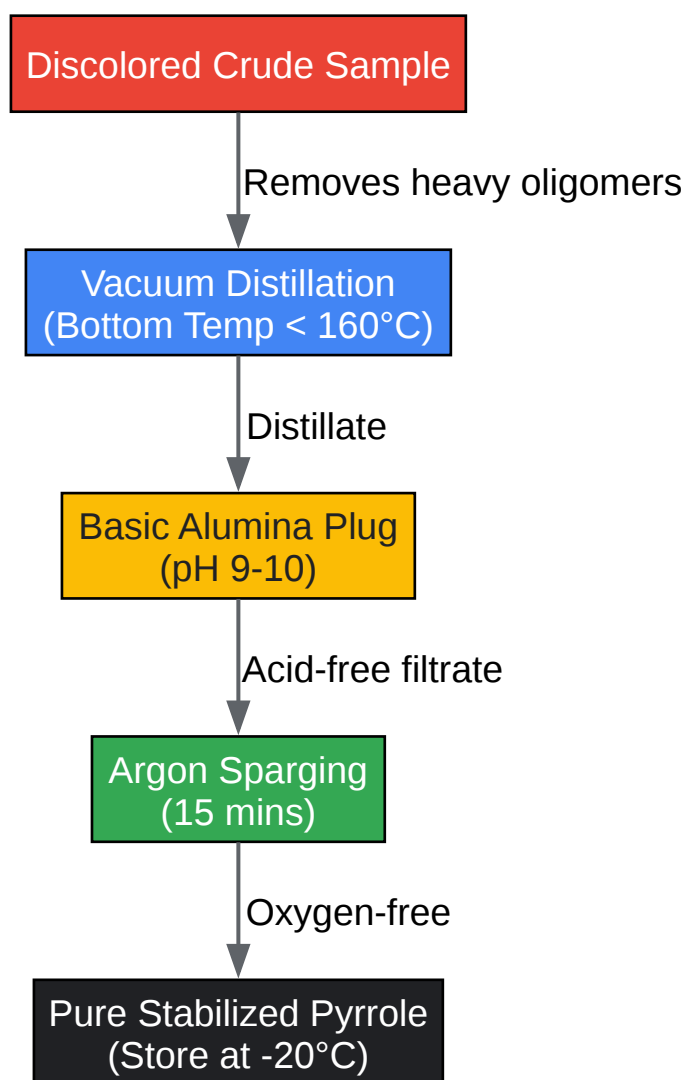 Discolored Crude Sample
Removes heavy oligomers
Vacuum Distillation
(Bottom Temp < 160°C)
Distillate
Basic Alumina Plug
(pH 9-10)
Acid-free filtrate
Argon Sparging
(15 mins)
Oxygen-free
Pure Stabilized Pyrrole
(Store at -20°C)